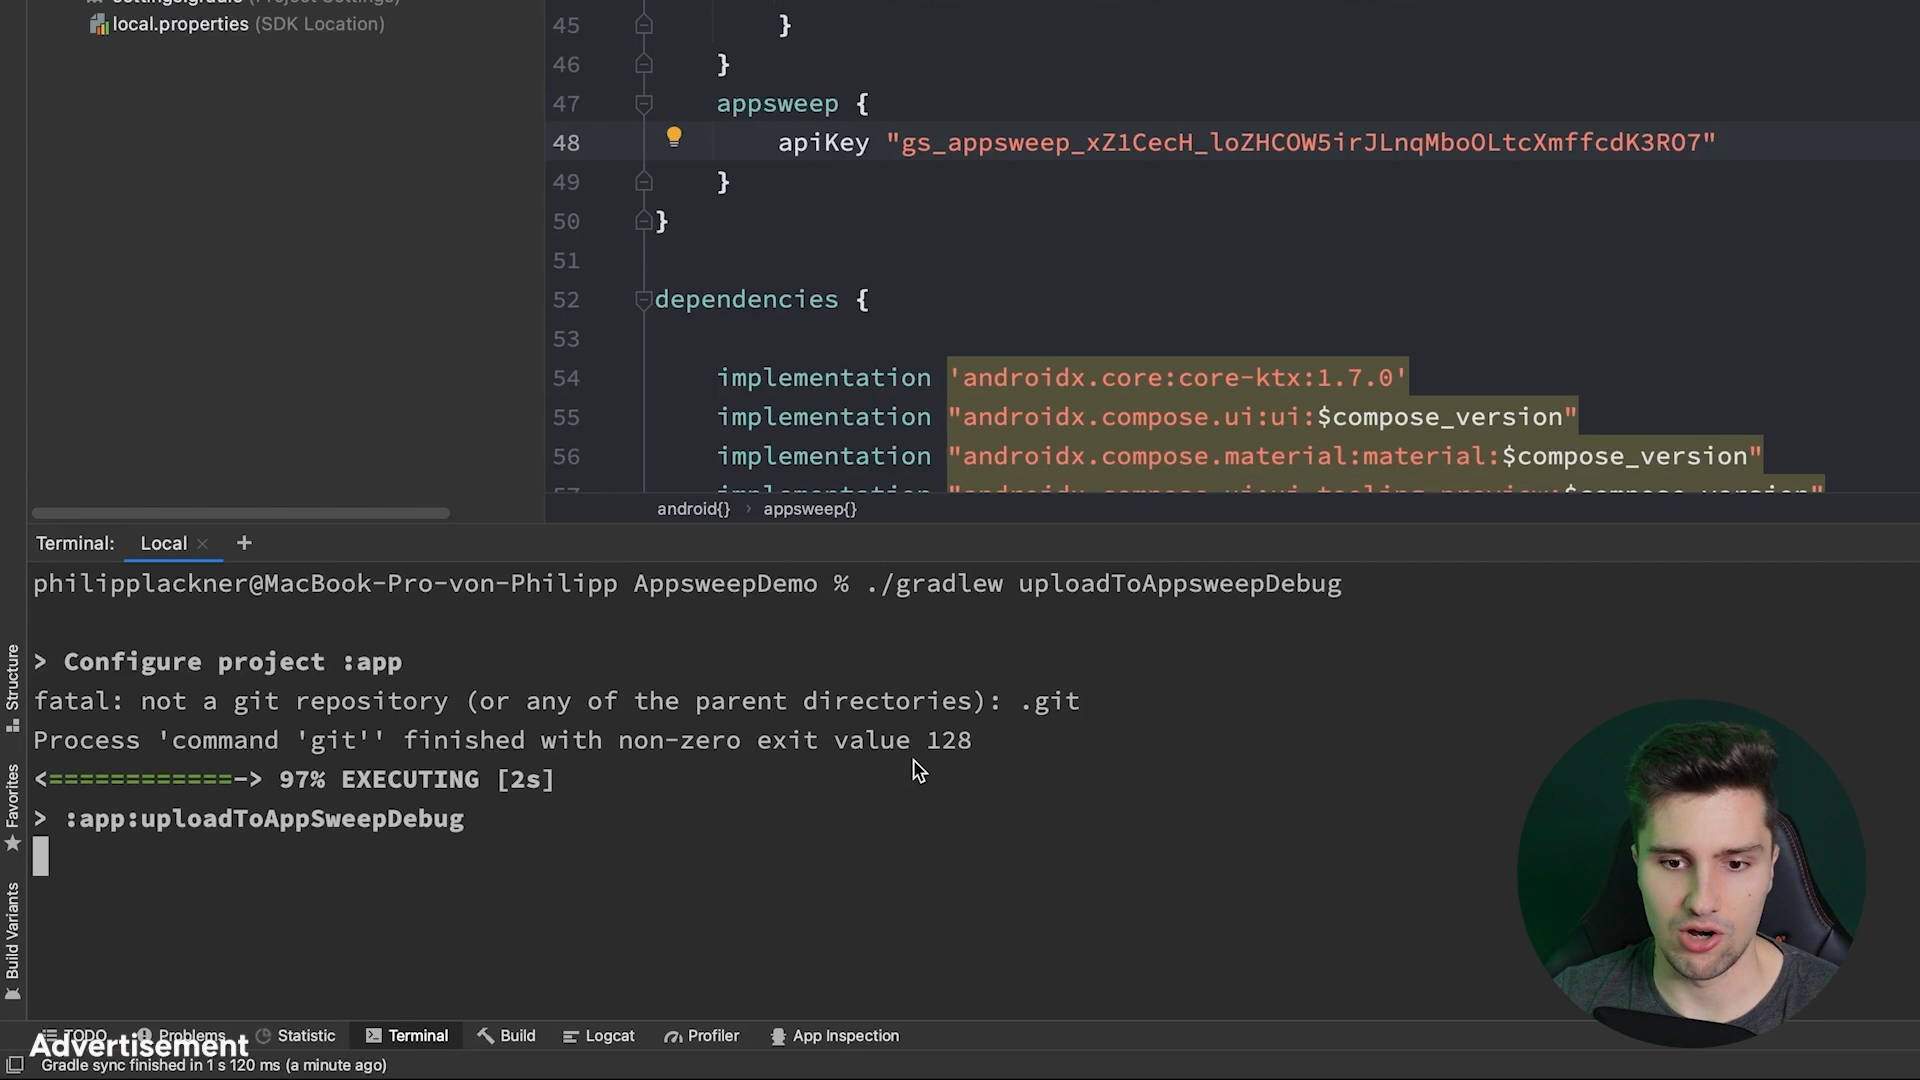 local.properties (SDK Location)
45 }
46 }
47 appsweep {
48 apiKey "gs_appsweep_xZ1CecH_loZHCOW5irJLnqMboOLtcXmffcdK3RO7"
49 }
50 }
51
52 dependencies {
53
54 implementation 'androidx.core:core-ktx:1.7.0'
55 implementation "androidx.compose.ui:ui:$compose_version"
56 implementation "androidx.compose.material:material:$compose_version"
android{} › appsweep{}
Terminal: Local × +
philipplackner@MacBook-Pro-von-Philipp AppsweepDemo % ./gradlew uploadToAppsweepDebug
> Configure project :app
fatal: not a git repository (or any of the parent directories): .git
Process 'command 'git'' finished with non-zero exit value 128
<============-> 97% EXECUTING [2s]
> :app:uploadToAppSweepDebug
Structure
Favorites
Build Variants
TODO Problems Statistic Terminal Build Logcat Profiler App Inspection
Advertisement
Gradle sync finished in 1 s 120 ms (a minute ago)